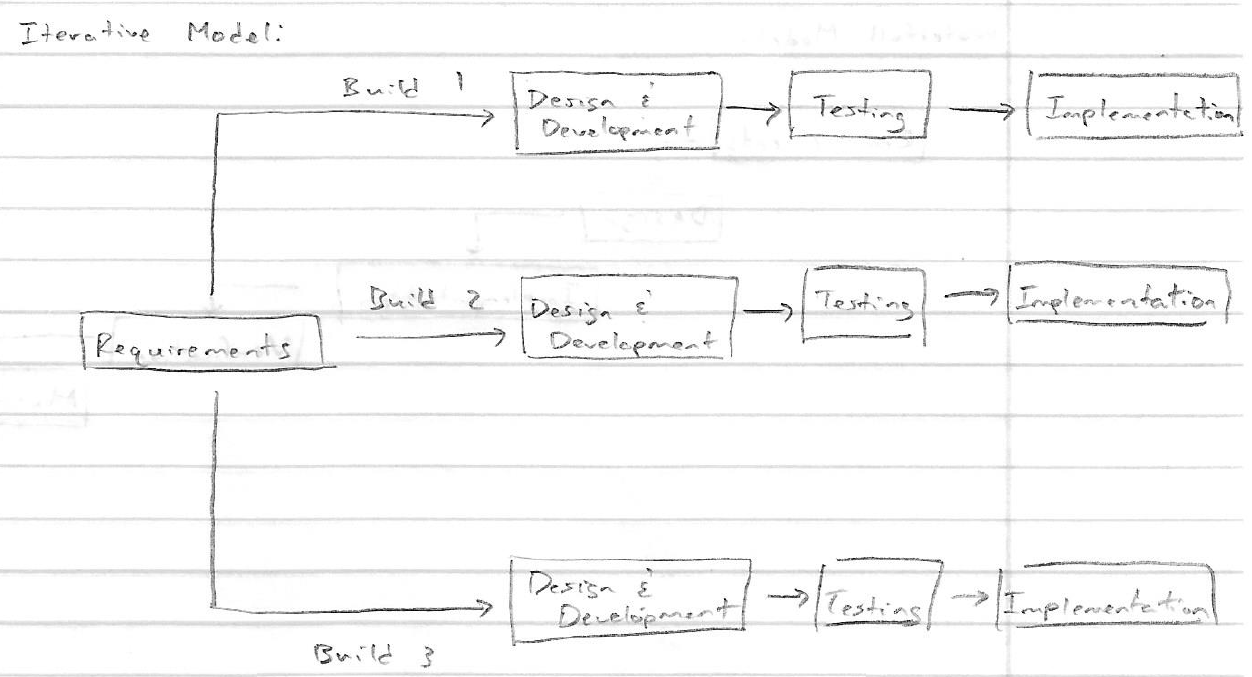 Iterative Model:
Build 1
Design &
Development
Testing
Implementation
Build 2
Design &
Development
Testing
Implementation
Requirements
Design &
Development
Testing
Implementation
Build 3